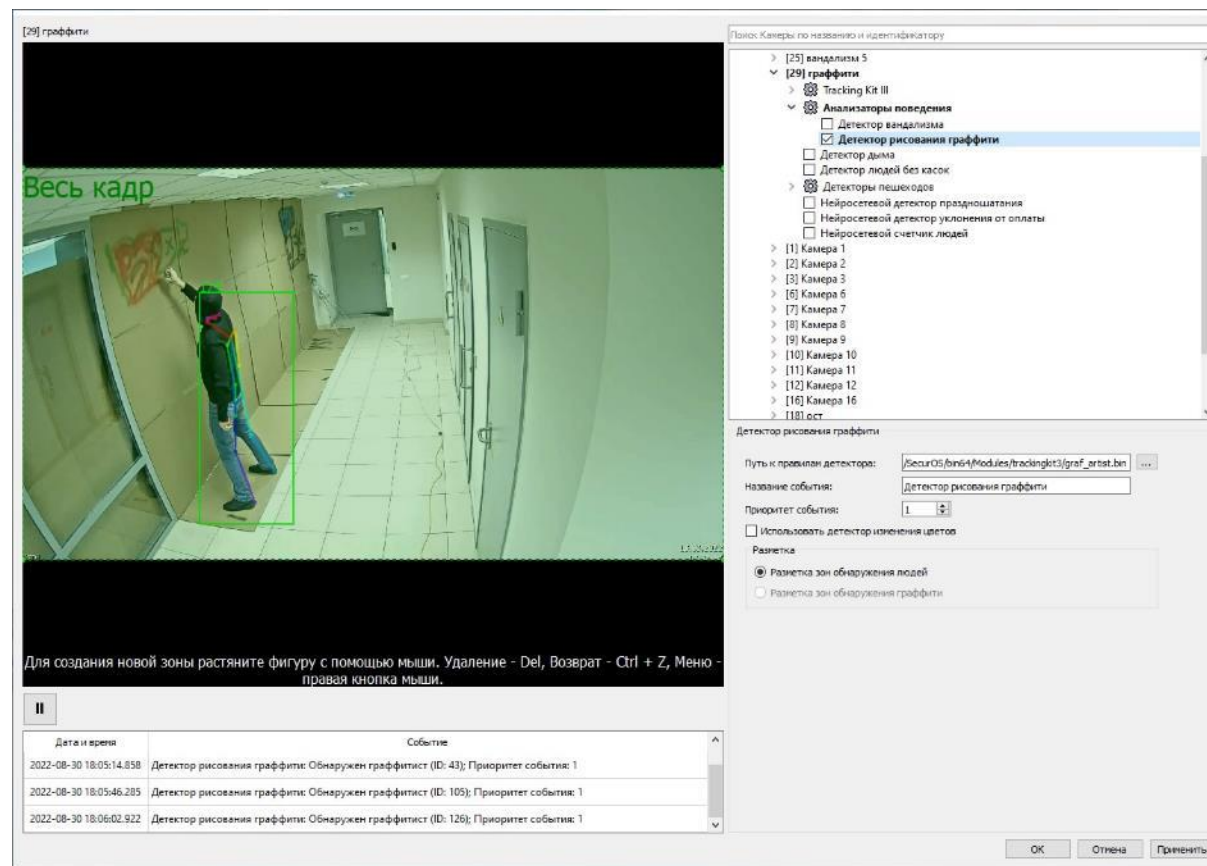 [29] граффити
Весь кадр
Для создания новой зоны растяните фигуру с помощью мыши. Удаление - Del, Возврат - Ctrl + Z, Меню -
правая кнопка мыши.
Дата и время Событие
2022-08-30 18:05:14.858 Детектор рисования граффити: Обнаружен граффитист (ID: 43); Приоритет события: 1
2022-08-30 18:05:46.285 Детектор рисования граффити: Обнаружен граффитист (ID: 105); Приоритет события: 1
2022-08-30 18:06:02.922 Детектор рисования граффити: Обнаружен граффитист (ID: 126); Приоритет события: 1
Поиск Камеры по названию и идентификатору
[25] вандализм 5
[29] граффити
Tracking Kit III
Анализаторы поведения
Детектор вандализма
Детектор рисования граффити
Детектор дыма
Детектор людей без касок
Детекторы пешеходов
Нейросетевой детектор праздношатания
Нейросетевой детектор уклонения от оплаты
Нейросетевой счетчик людей
[1] Камера 1
[2] Камера 2
[3] Камера 3
[6] Камера 6
[7] Камера 7
[8] Камера 8
[9] Камера 9
[10] Камера 10
[11] Камера 11
[12] Камера 12
[16] Камера 16
[18] ост
Детектор рисования граффити
Путь к правилам детектора: /SecurOS/bin64/Modules/trackingkit3/graf_artist.bin ...
Название события: Детектор рисования граффити
Приоритет события: 1
Использовать детектор изменения цветов
Разметка
Разметка зон обнаружения людей
Разметка зон обнаружения граффити
ОК Отмена Применить